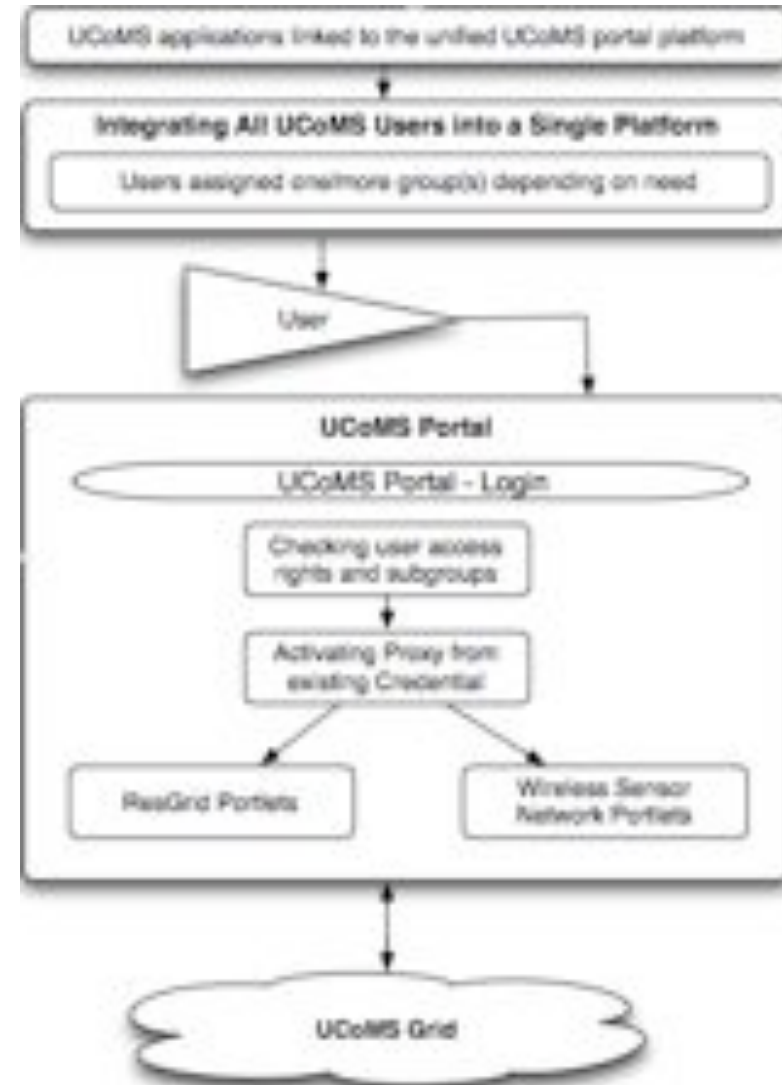 UCoMS applications linked to the unified UCoMS portal platform
Integrating All UCoMS Users into a Single Platform
Users assigned one/more group(s) depending on need
User
UCoMS Portal
UCoMS Portal - Login
Checking user access
rights and subgroups
Activating Proxy from
existing Credential
ResGrid Portlets
Wireless Sensor
Network Portlets
UCoMS Grid